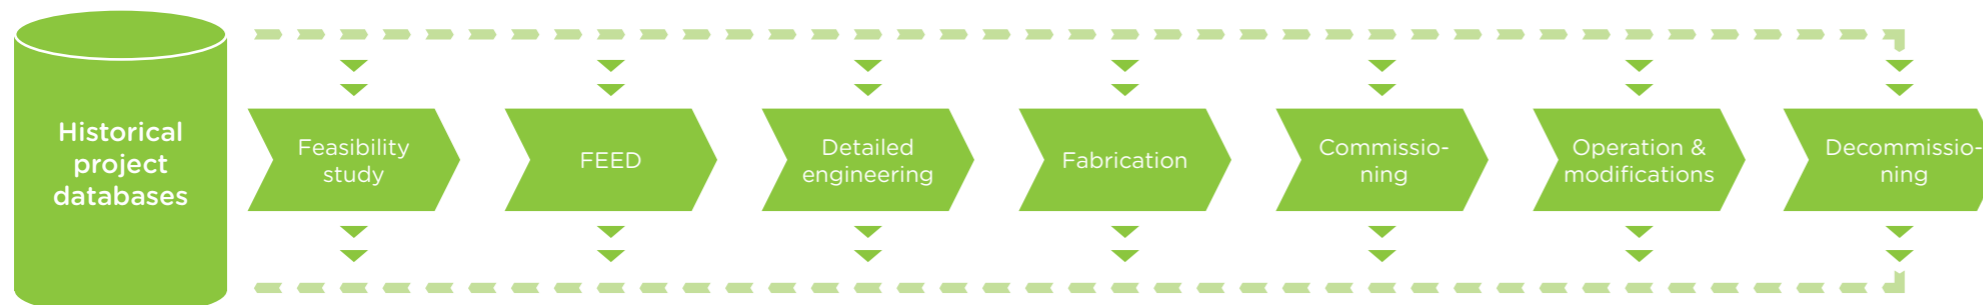 Historical
project
databases
Feasibility
study
FEED
Detailed
engineering
Fabrication
Commissio-
ning
Operation &
modifications
Decommissio-
ning